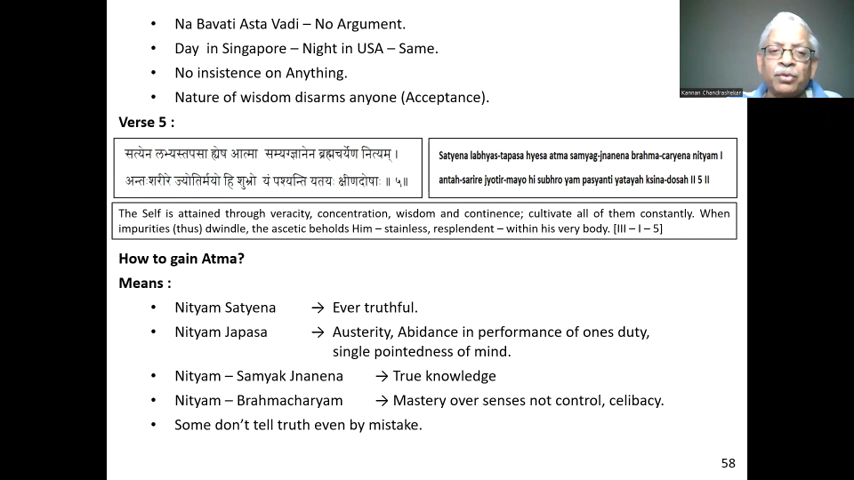 • Na Bavati Asta Vadi – No Argument.
• Day in Singapore – Night in USA – Same.
• No insistence on Anything.
• Nature of wisdom disarms anyone (Acceptance).
Kannan Chandrashekar
Verse 5 :
सत्येन लभ्यस्तपसा ह्येष आत्मा सम्यग्ज्ञानेन ब्रह्मचर्येण नित्यम् ।
अन्तःशरीरे ज्योतिर्मयो हि शुभ्रो यं पश्यन्ति यतयः क्षीणदोषाः ॥ ५॥
Satyena labhyas-tapasa hyesa atma samyag-jnanena brahma-caryena nityam I
antah-sarire jyotir-mayo hi subhro yam pasyanti yatayah ksina-dosah II 5 II
The Self is attained through veracity, concentration, wisdom and continence; cultivate all of them constantly. When
impurities (thus) dwindle, the ascetic beholds Him – stainless, resplendent – within his very body. [III – I – 5]
How to gain Atma?
Means :
• Nityam Satyena → Ever truthful.
• Nityam Japasa → Austerity, Abidance in performance of ones duty,
single pointedness of mind.
• Nityam – Samyak Jnanena → True knowledge
• Nityam – Brahmacharyam → Mastery over senses not control, celibacy.
• Some don’t tell truth even by mistake.
58